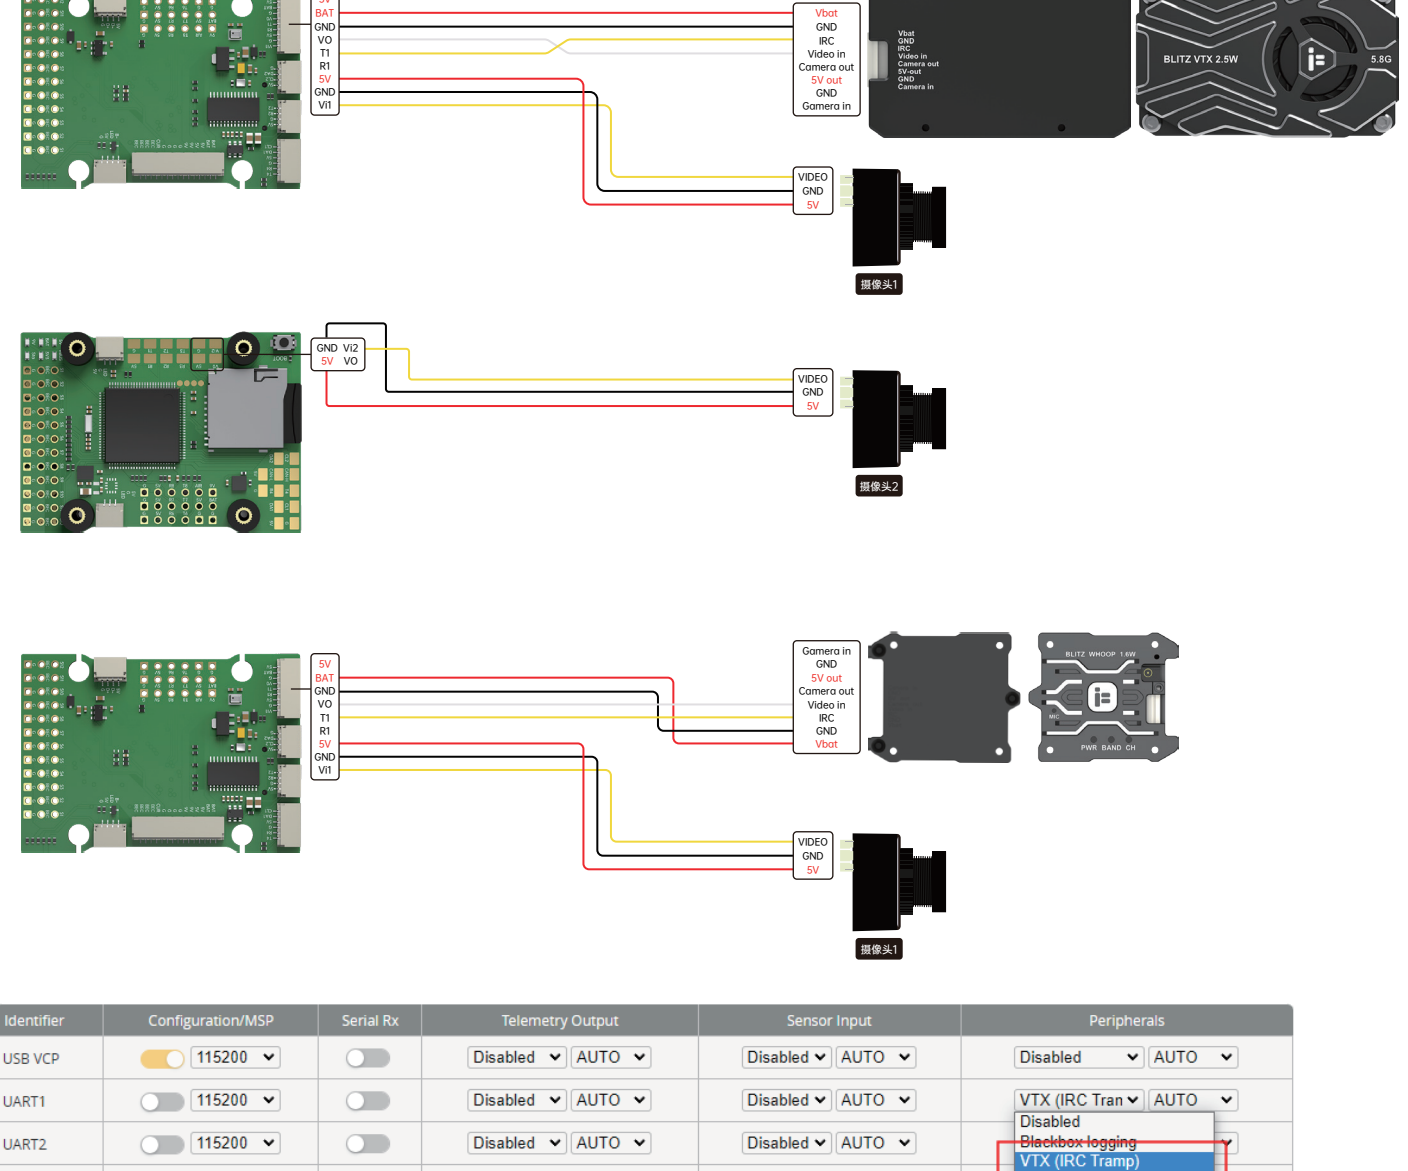 5V
BAT
GND
VO
T1
R1
5V
GND
Vi1
Vbat
GND
IRC
Video in
Camera out
5V out
GND
Gamera in
Vbat
GND
IRC
Video in
Camera out
5V-out
GND
Camera in
BLITZ VTX 2.5W
5.8G
VIDEO
GND
5V
摄像头1
GND Vi2
5V VO
BOOT
VIDEO
GND
5V
摄像头2
5V
BAT
GND
VO
T1
R1
5V
GND
Vi1
Gamera in
GND
5V out
Camera out
Video in
IRC
GND
Vbat
BLITZ WHOOP 1.6W
MIC
PWR BAND CH
VIDEO
GND
5V
摄像头1
Identifier Configuration/MSP Serial Rx Telemetry Output Sensor Input Peripherals
USB VCP 115200 Disabled AUTO Disabled AUTO Disabled AUTO
UART1 115200 Disabled AUTO Disabled AUTO VTX (IRC Tran AUTO
Disabled
UART2 115200 Disabled AUTO Disabled AUTO Blackbox logging
VTX (IRC Tramp)